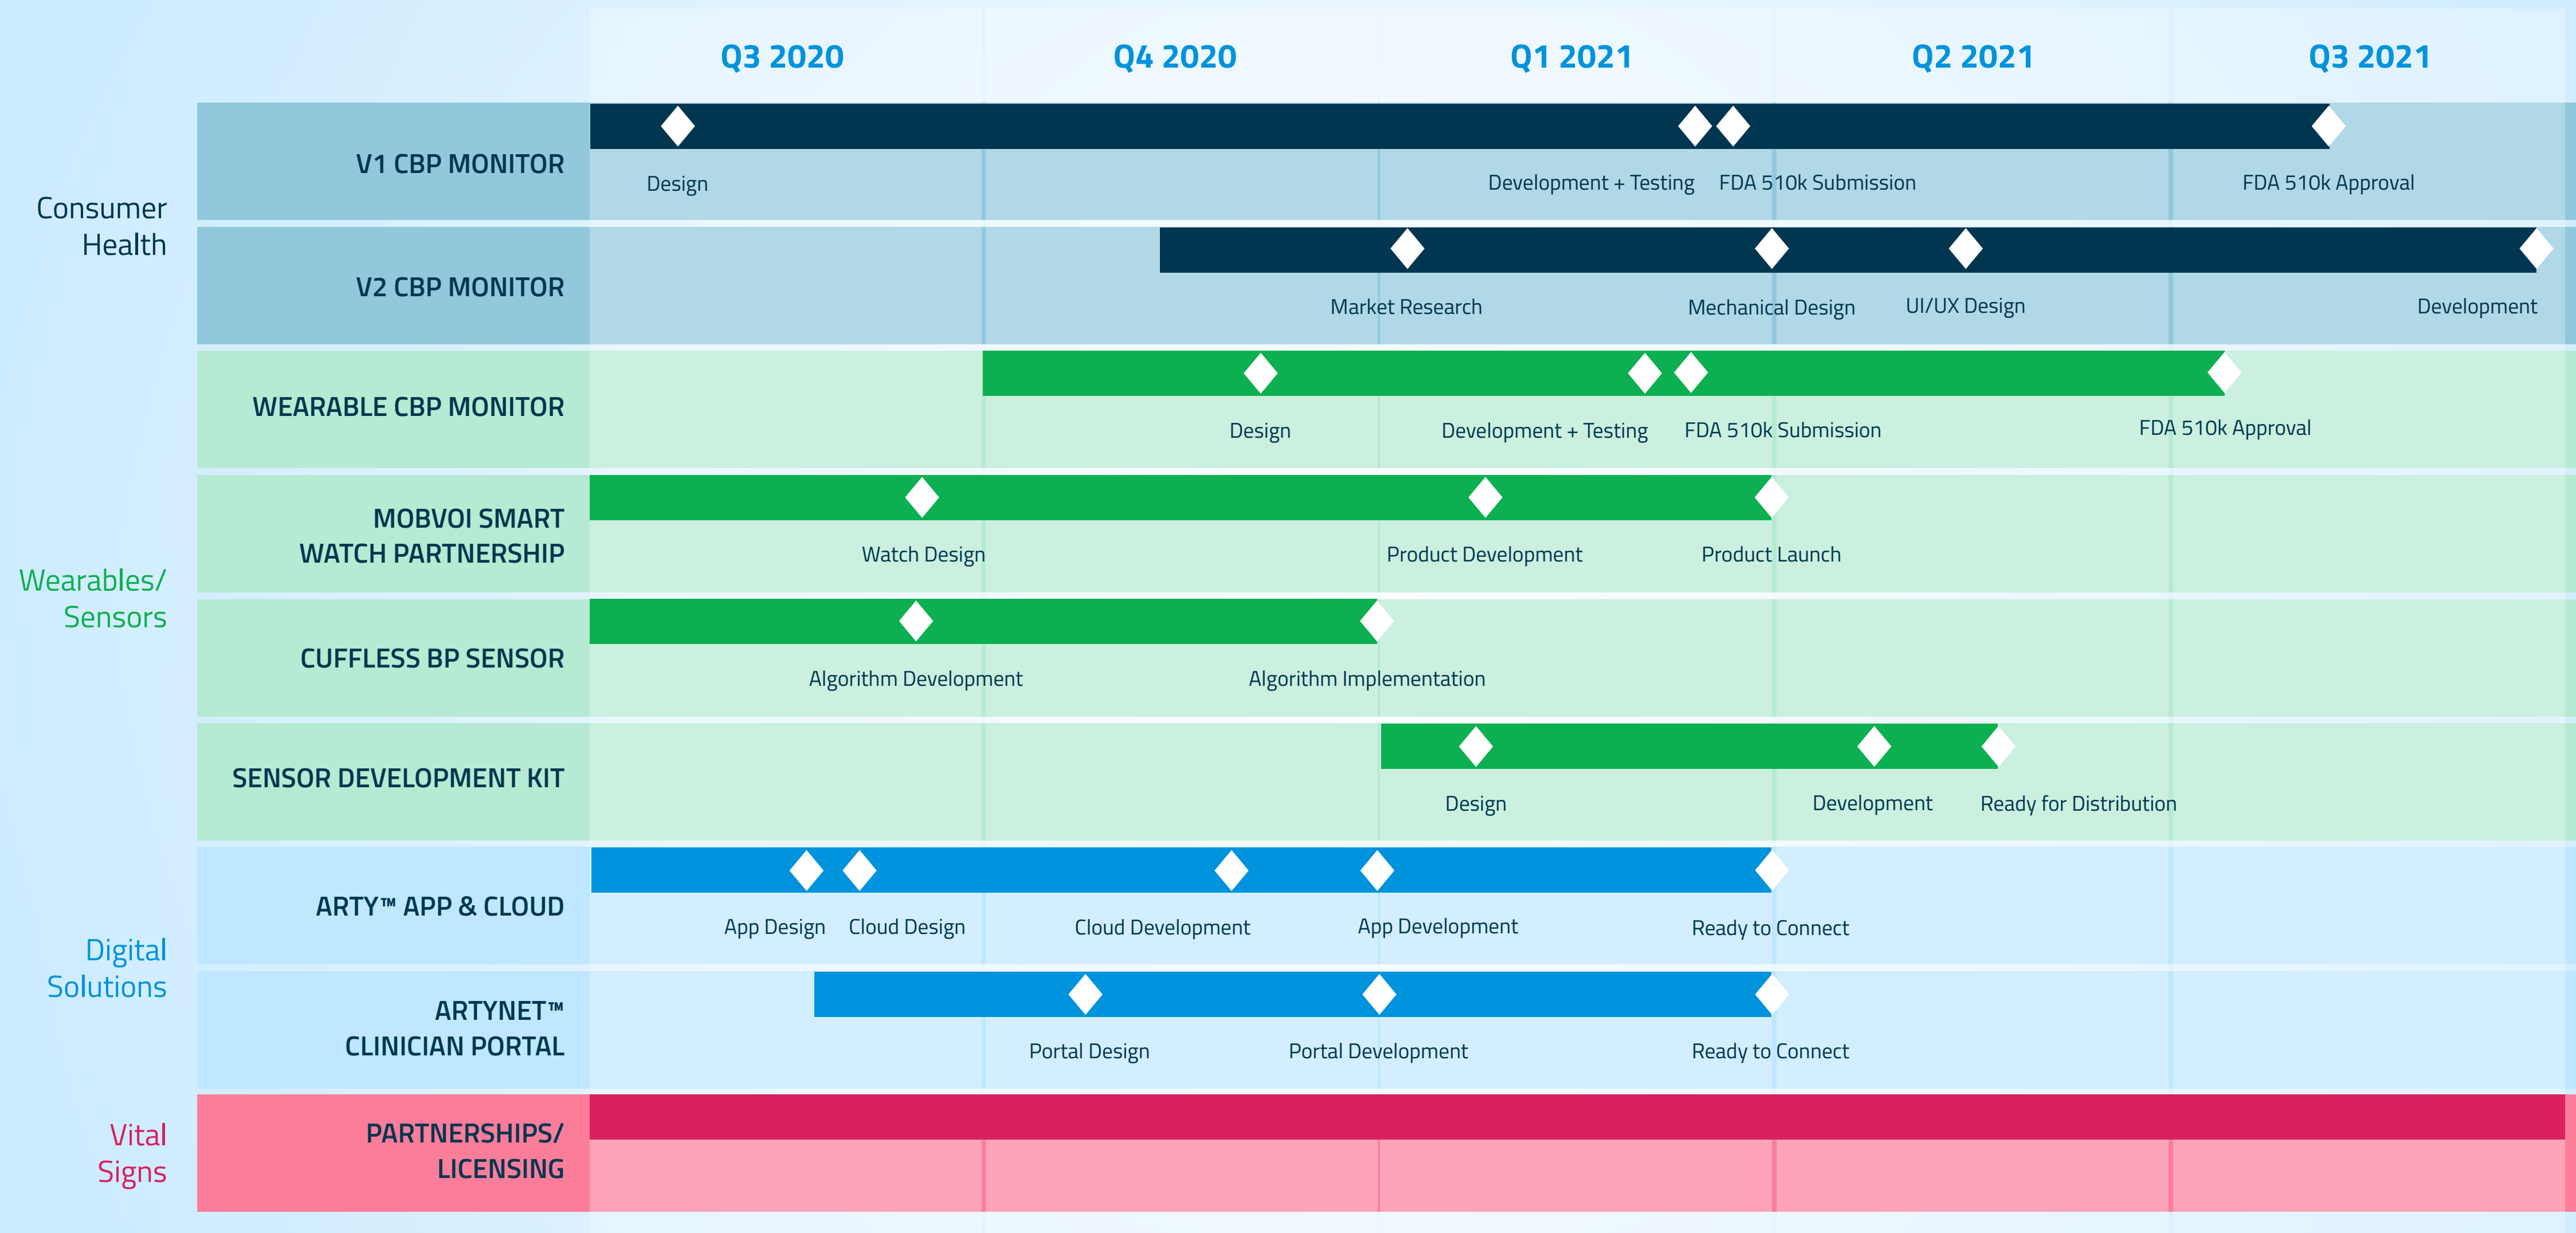 Q3 2020
Q4 2020
Q1 2021
Q2 2021
Q3 2021
Consumer
Health
V1 CBP MONITOR
Design
Development + Testing
FDA 510k Submission
FDA 510k Approval
V2 CBP MONITOR
Market Research
Mechanical Design
UI/UX Design
Development
Wearables/
Sensors
WEARABLE CBP MONITOR
Design
Development + Testing
FDA 510k Submission
FDA 510k Approval
MOBVOI SMART
WATCH PARTNERSHIP
Watch Design
Product Development
Product Launch
CUFFLESS BP SENSOR
Algorithm Development
Algorithm Implementation
SENSOR DEVELOPMENT KIT
Design
Development
Ready for Distribution
Digital
Solutions
ARTY™ APP & CLOUD
App Design
Cloud Design
Cloud Development
App Development
Ready to Connect
ARTYNET™
CLINICIAN PORTAL
Portal Design
Portal Development
Ready to Connect
Vital
Signs
PARTNERSHIPS/
LICENSING